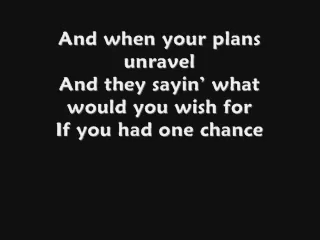 And when your plans
unravel
And they sayin’ what
would you wish for
If you had one chance